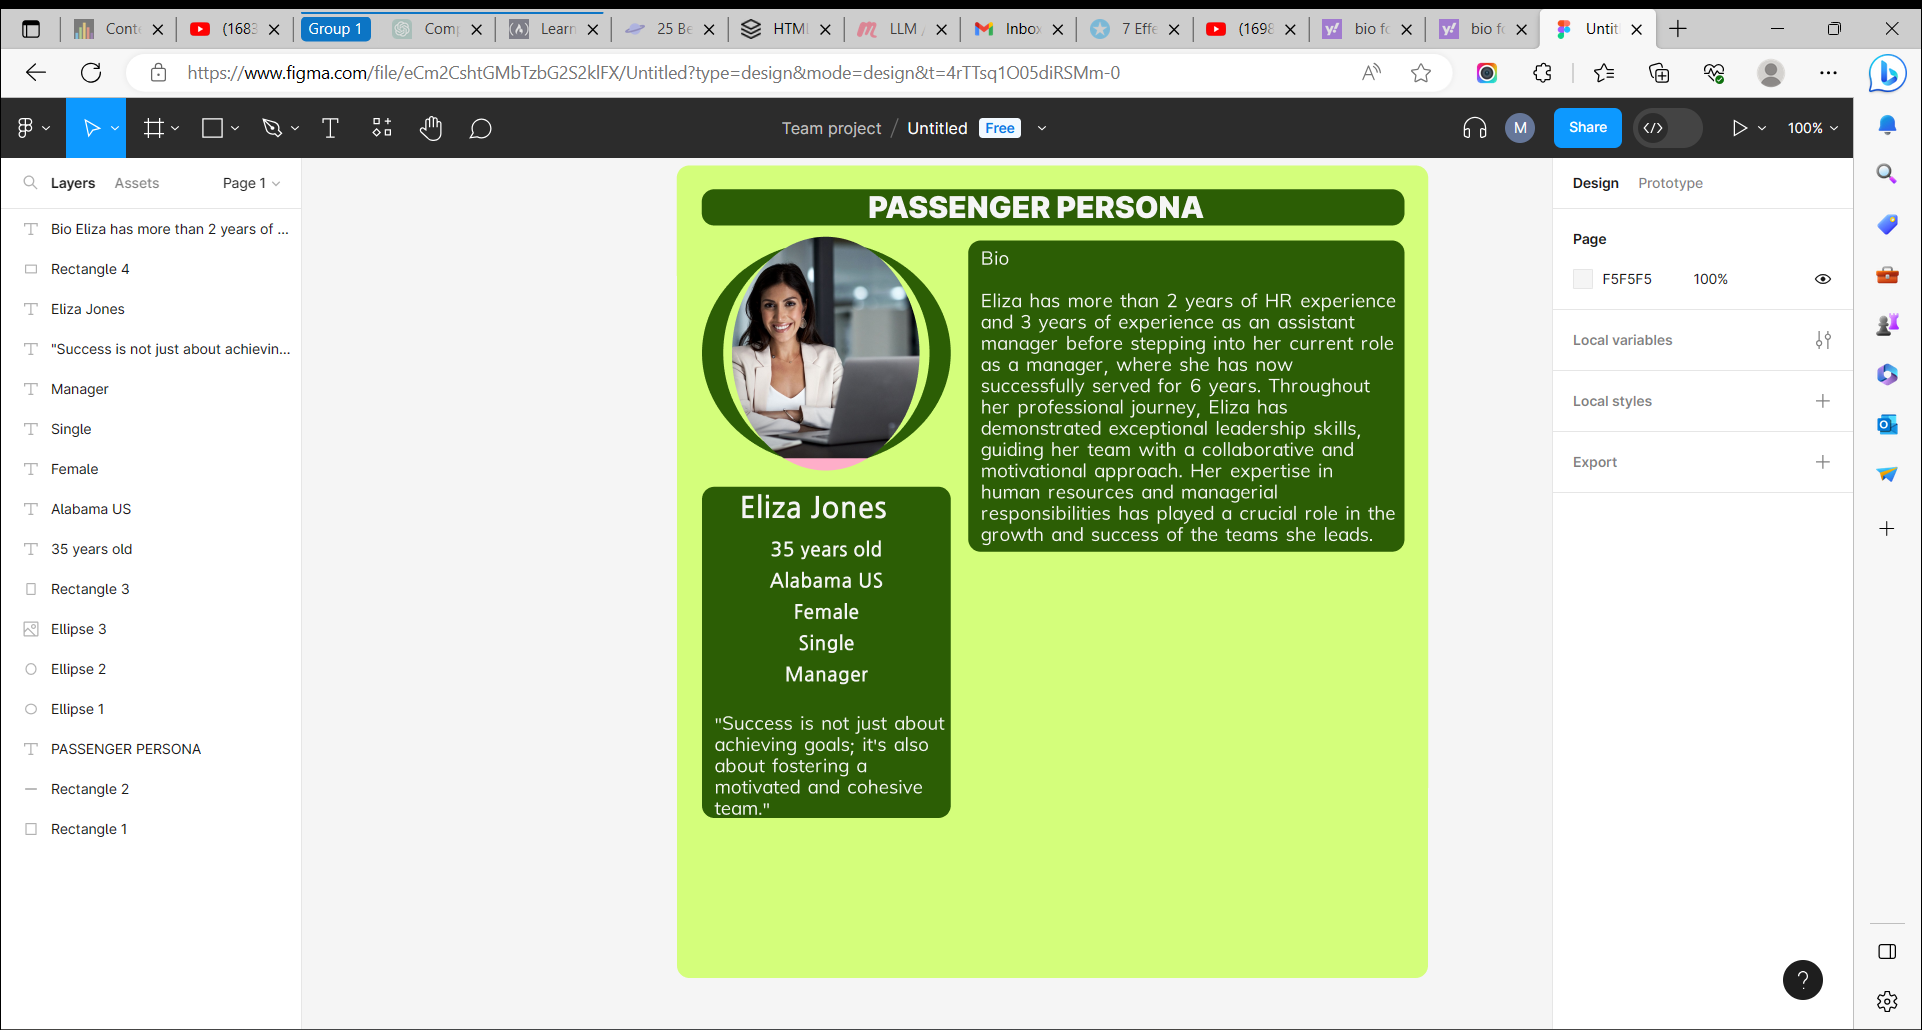 Cont
(1683
Group 1
Comp
Learn
25 Be
HTML
LLM
Inbox
7 Effe
(1698
bio fo
bio fo
Untit
https://www.figma.com/file/eCm2CshtGMbTzbG2S2klFX/Untitled?type=design&mode=design&t=4rTTsq1O05diRSMm-0
Team project / Untitled Free
M
Share
100%
Layers Assets Page 1
Bio Eliza has more than 2 years of ...
Rectangle 4
Eliza Jones
"Success is not just about achievin...
Manager
Single
Female
Alabama US
35 years old
Rectangle 3
Ellipse 3
Ellipse 2
Ellipse 1
PASSENGER PERSONA
Rectangle 2
Rectangle 1
PASSENGER PERSONA
Eliza Jones
35 years old
Alabama US
Female
Single
Manager
"Success is not just about
achieving goals; it's also
about fostering a
motivated and cohesive
team."
Bio
Eliza has more than 2 years of HR experience
and 3 years of experience as an assistant
manager before stepping into her current role
as a manager, where she has now
successfully served for 6 years. Throughout
her professional journey, Eliza has
demonstrated exceptional leadership skills,
guiding her team with a collaborative and
motivational approach. Her expertise in
human resources and managerial
responsibilities has played a crucial role in the
growth and success of the teams she leads.
Design Prototype
Page
F5F5F5 100%
Local variables
Local styles
Export
?